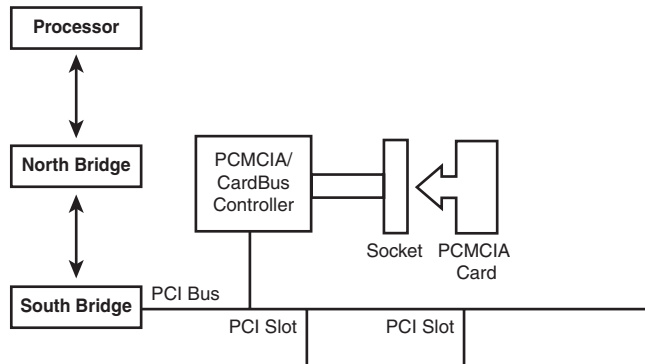 Processor
North Bridge
PCMCIA/
CardBus
Controller
Socket
PCMCIA
Card
South Bridge
PCI Bus
PCI Slot
PCI Slot